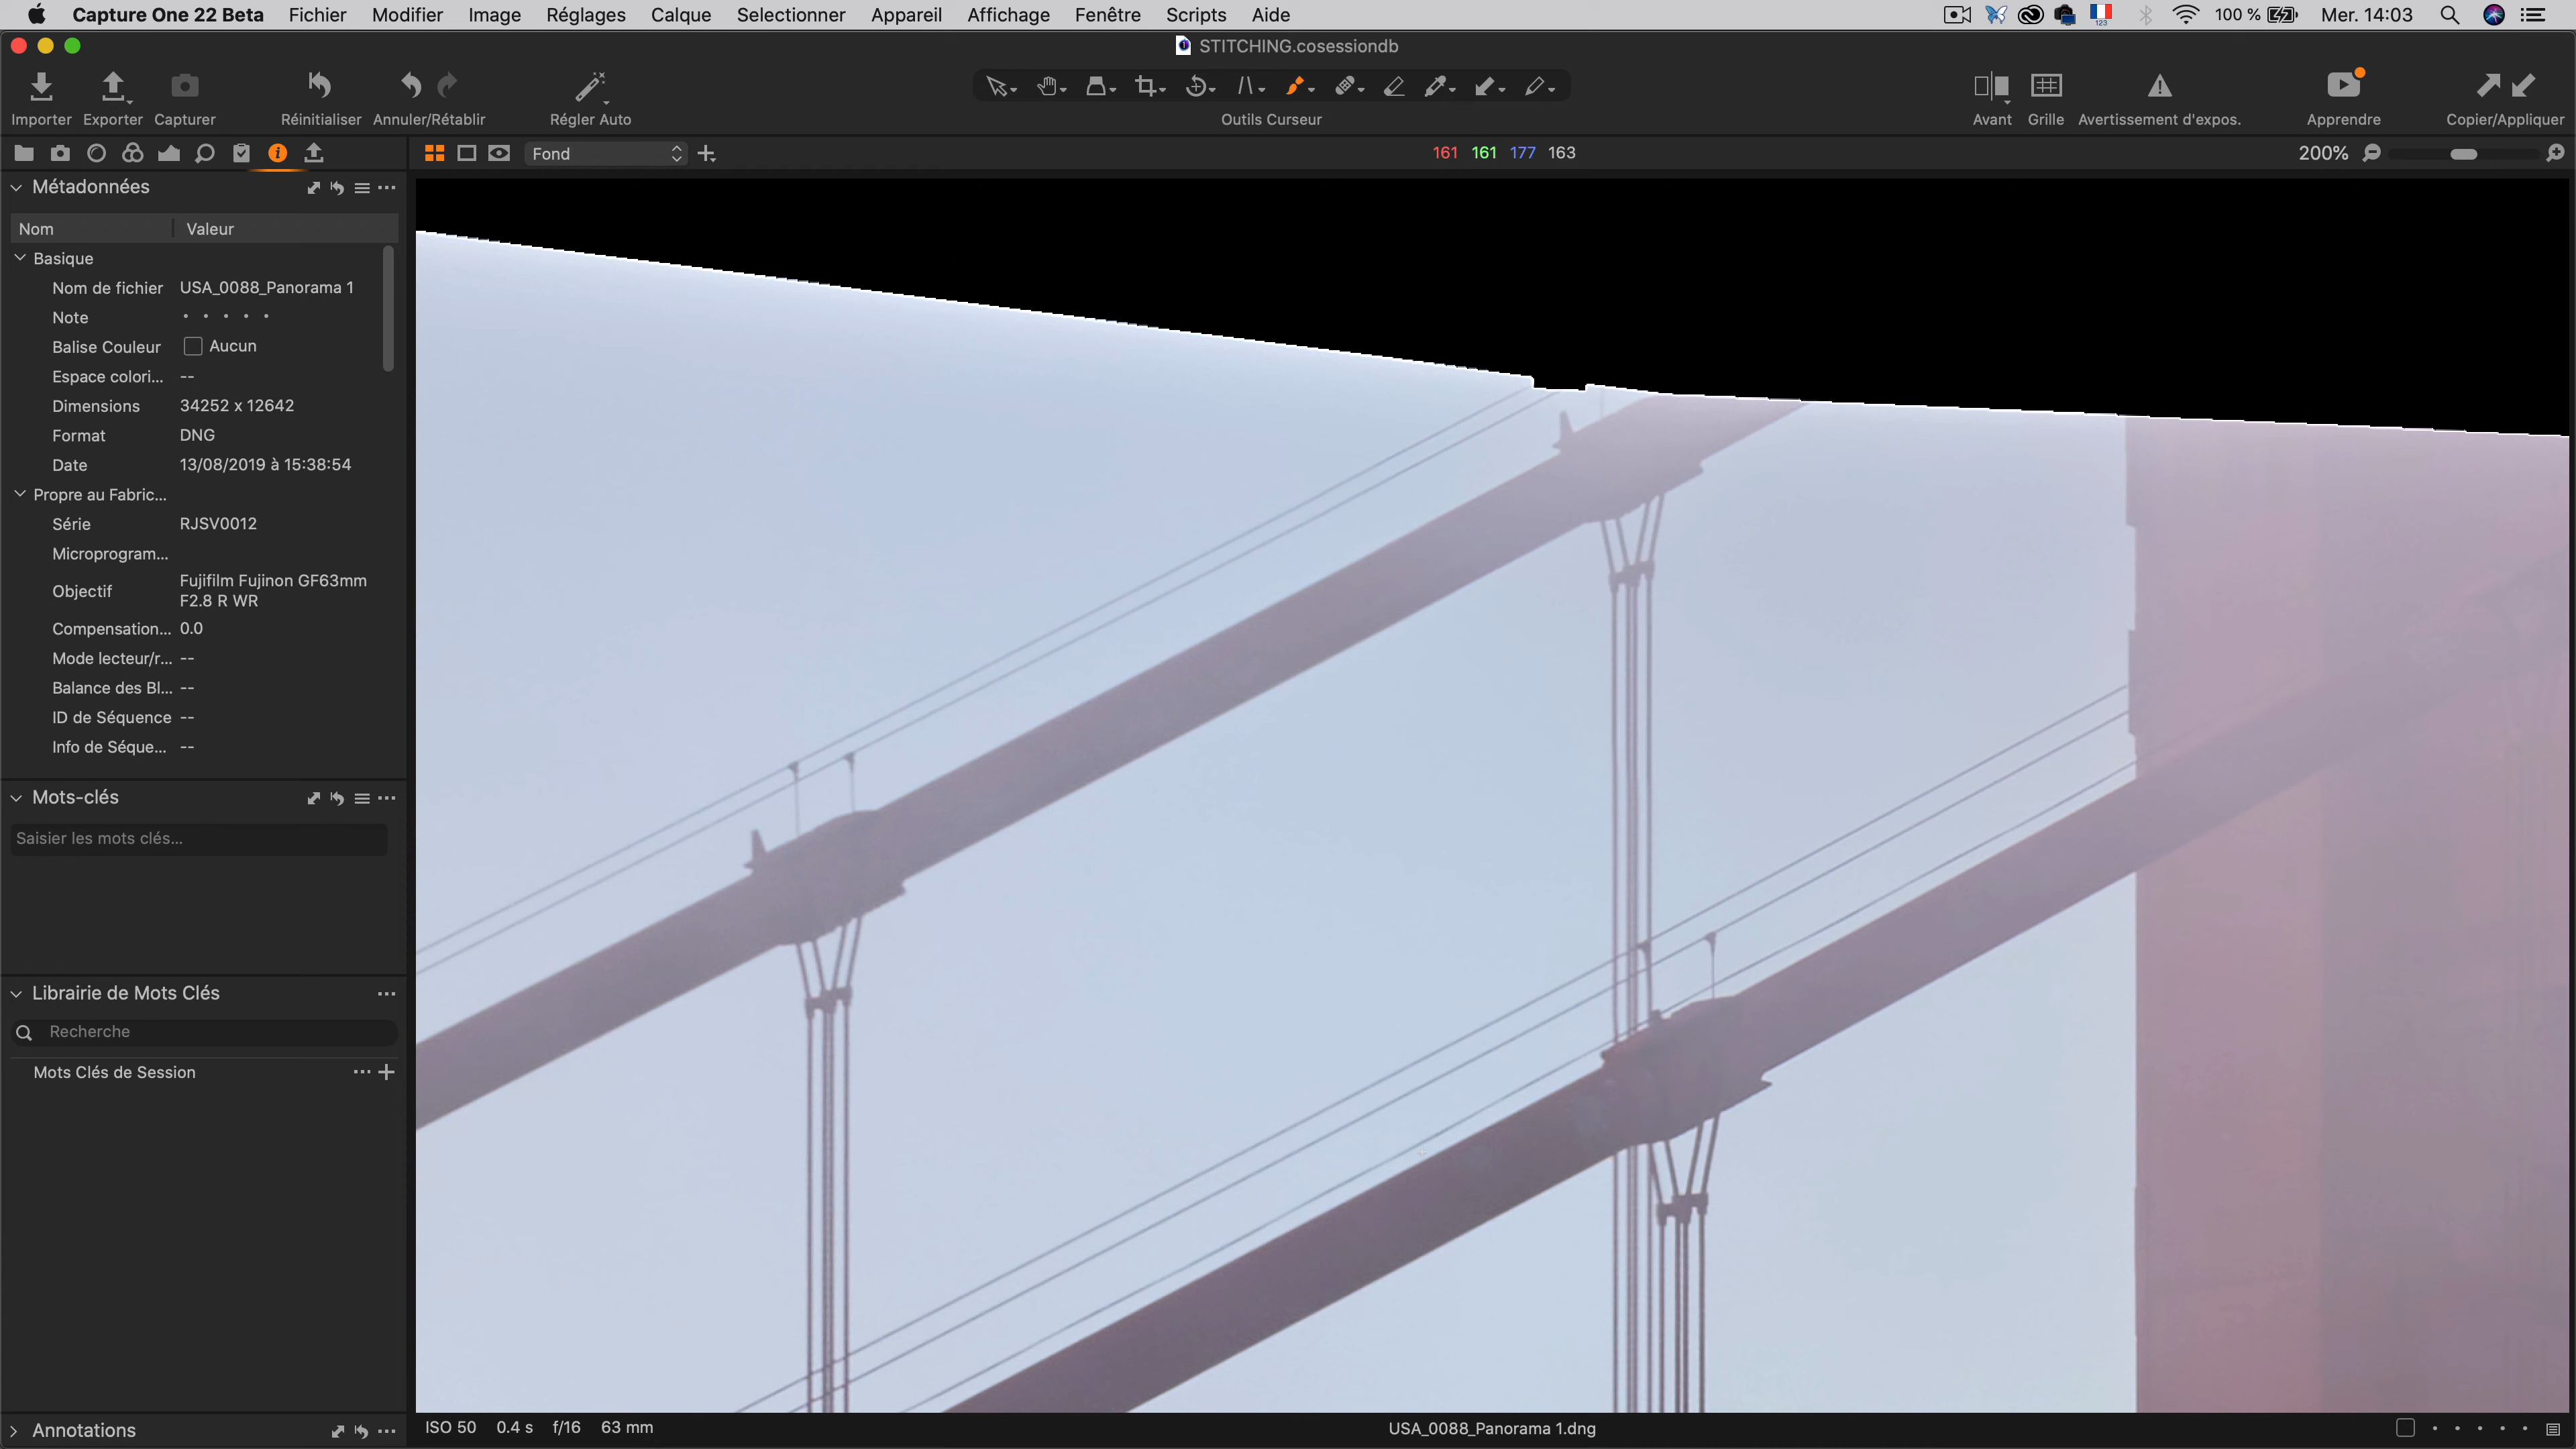 Capture One 22 Beta Fichier Modifier Image Réglages Calque Selectionner Appareil Affichage Fenêtre Scripts Aide 123 100 % Mer. 14:03
STITCHING.cosessiondb
Importer Exporter Capturer Réinitialiser Annuler/Rétablir Régler Auto Outils Curseur Avant Grille Avertissement d'expos. Apprendre Copier/Appliquer
Fond 161 161 177 163 200%
Métadonnées
Nom Valeur
Basique
Nom de fichier USA_0088_Panorama 1
Note
Balise Couleur Aucun
Espace colori... --
Dimensions 34252 x 12642
Format DNG
Date 13/08/2019 à 15:38:54
Propre au Fabric...
Série RJSV0012
Microprogram...
Objectif Fujifilm Fujinon GF63mm
F2.8 R WR
Compensation... 0.0
Mode lecteur/r... --
Balance des Bl... --
ID de Séquence --
Info de Séque... --
Mots-clés
Saisier les mots clés...
Librairie de Mots Clés
Recherche
Mots Clés de Session
Annotations
ISO 50 0.4 s f/16 63 mm USA_0088_Panorama 1.dng